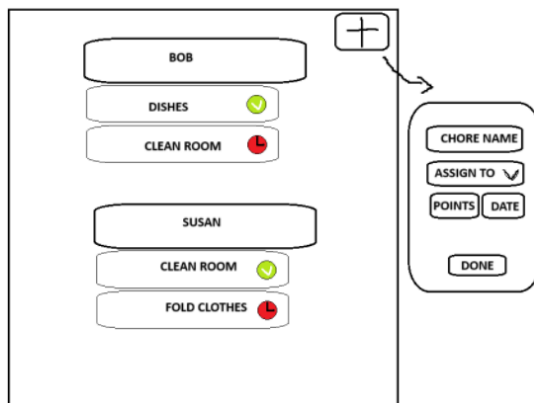 BOB
DISHES
CLEAN ROOM
SUSAN
CLEAN ROOM
FOLD CLOTHES
CHORE NAME
ASSIGN TO
POINTS DATE
DONE